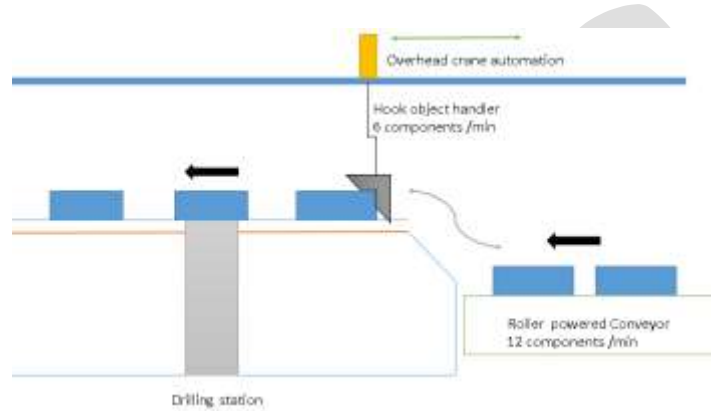 Overhead crane automation
Hook object handler
6 components /min
Roller powered Conveyor
12 components /min
Drilling station